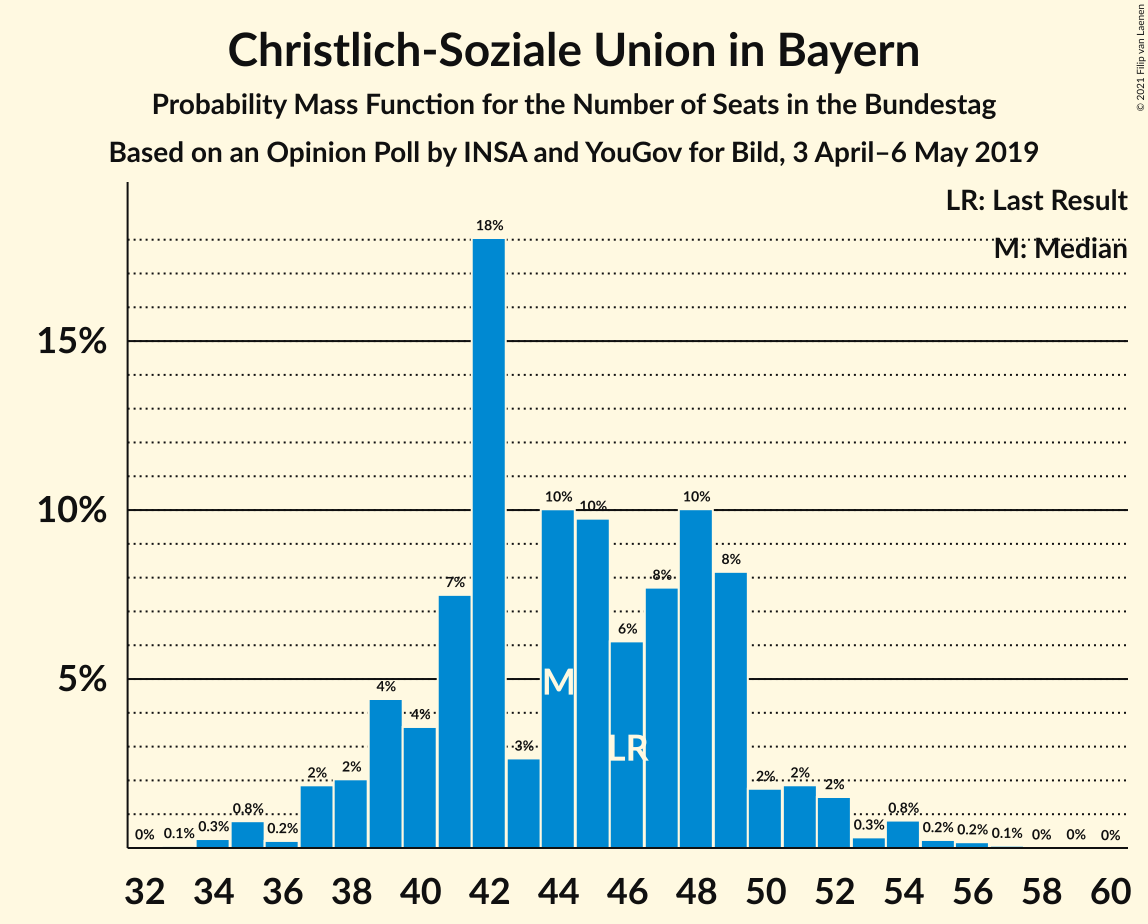 Christlich-Soziale Union in Bayern
Probability Mass Function for the Number of Seats in the Bundestag
Based on an Opinion Poll by INSA and YouGov for Bild, 3 April–6 May 2019
© 2021 Filip van Laenen
LR: Last Result
M: Median
15%
10%
5%
0% 0.1% 0.3% 0.8% 0.2% 2% 2% 4% 4% 7% 18% 3% 10% 10% 6% 8% 10% 8% 2% 2% 2% 0.3% 0.8% 0.2% 0.2% 0.1% 0% 0% 0%
M
LR
32 34 36 38 40 42 44 46 48 50 52 54 56 58 60